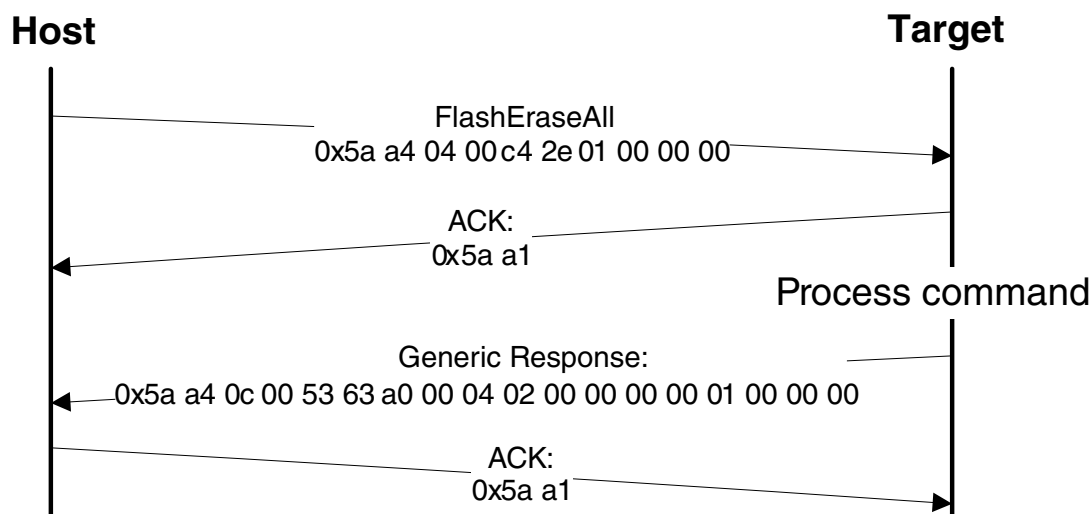 Host
Target
FlashEraseAll
0x5a a4 04 00 c4 2e 01 00 00 00
ACK:
0x5a a1
Process command
Generic Response:
0x5a a4 0c 00 53 63 a0 00 04 02 00 00 00 00 01 00 00 00
ACK:
0x5a a1